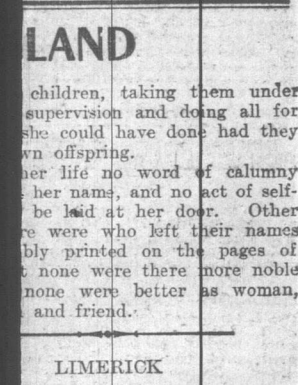 LAND
children, taking them under
supervision and doing all for
she could have done had they
wn offspring.
her life no word of calumny
her name, and no act of self-
be laid at her door. Other
re were who left their names
bly printed on the pages of
none were there more noble
none were better as woman,
and friend.
LIMERICK